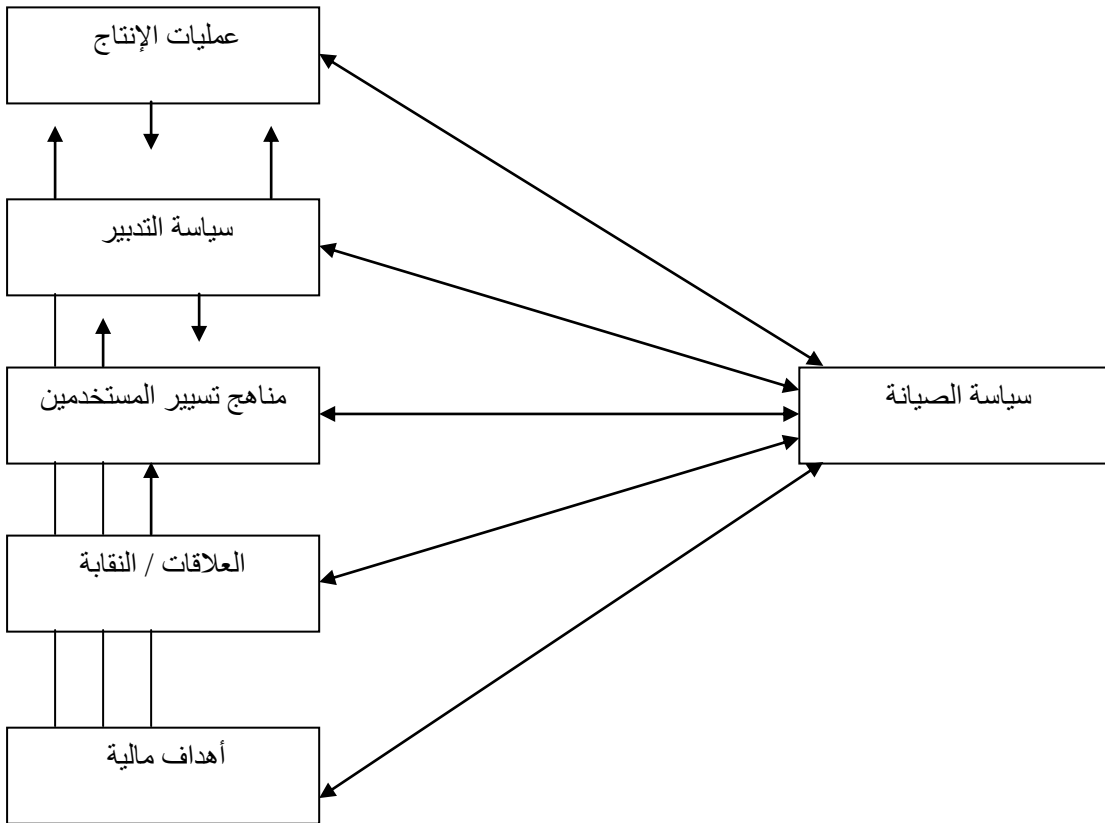 عمليات الإنتاج
سياسة التدبير
مناهج تسيير المستخدمين
سياسة الصيانة
العلاقات / النقابة
أهداف مالية